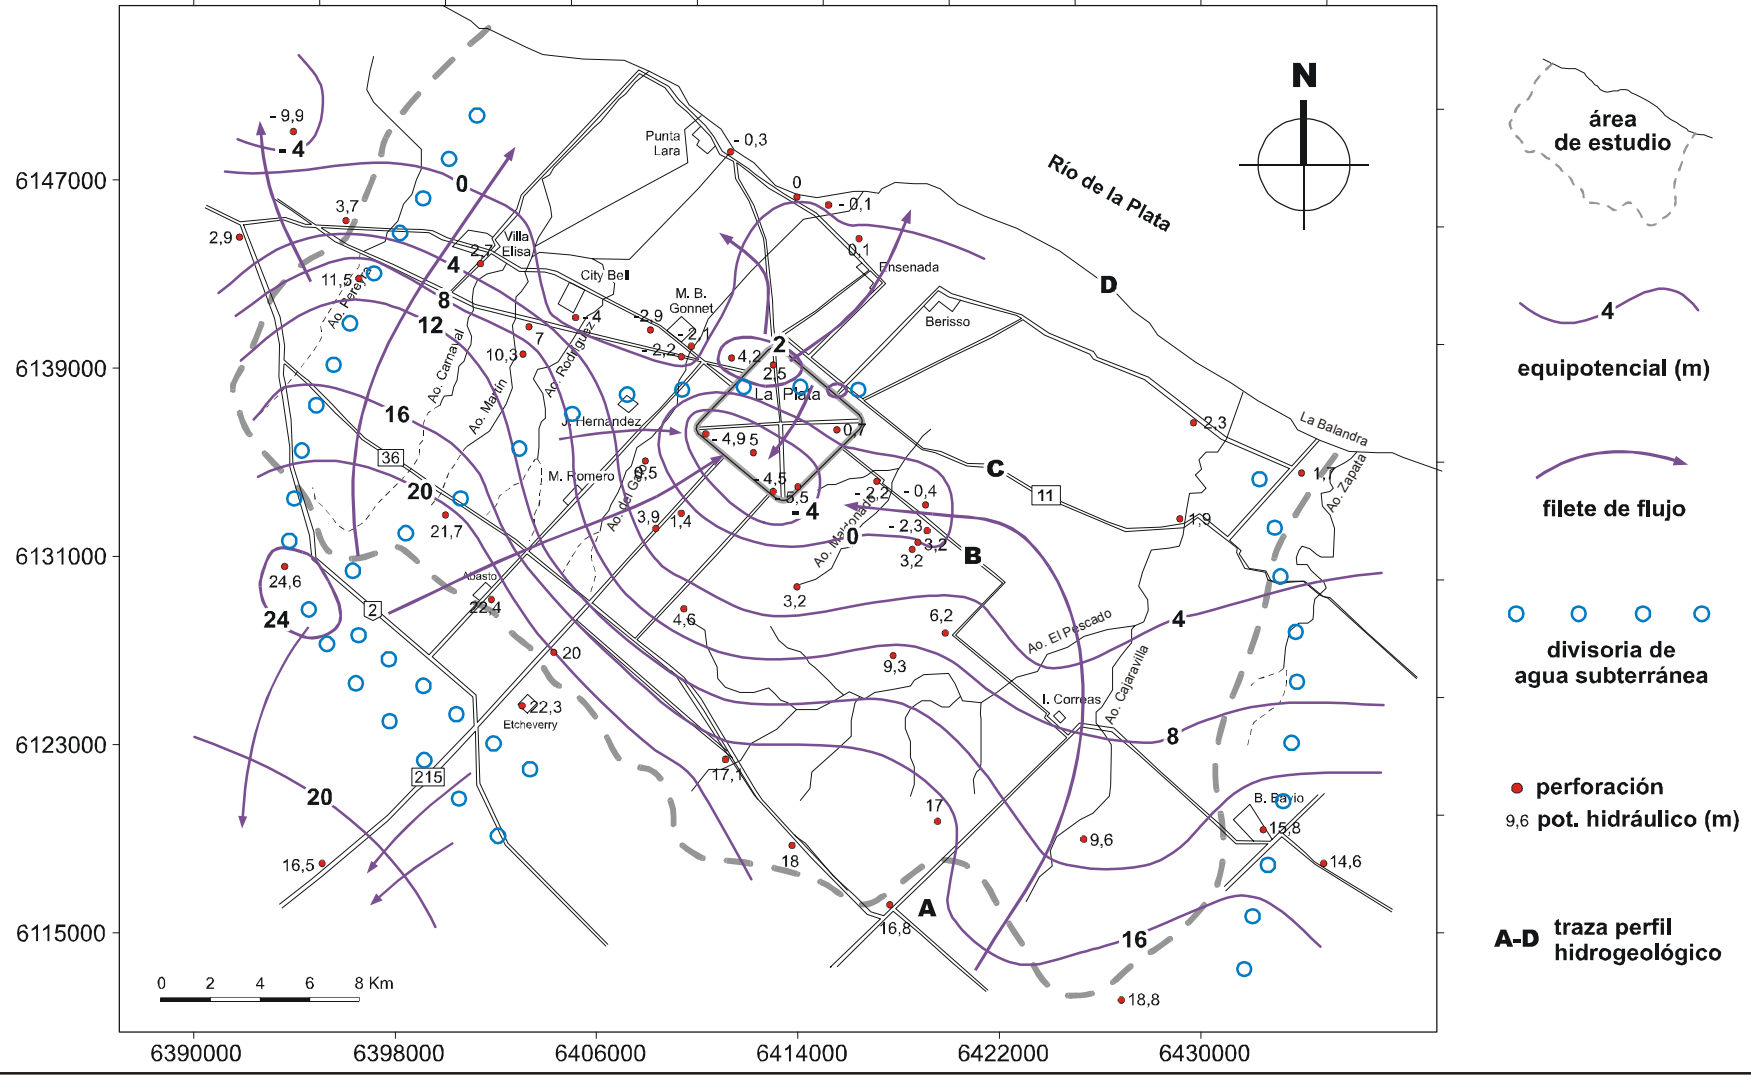 - 9,9
- 4
0
N
Punta
Lara
- 0,3
Río de la Plata
0
- 0,1
0,1
Ensenada
D
6147000
3,7
2,9
Villa
Elisa
2,7
4
11,5
Ao. Pereyra
8
12
City Bell
M. B.
Gonnet
-2,9
- 4
- 2,1
- 2,2
7
10,3
Ao. Carnaval
Ao. Martín
Ao. Rodríguez
Berisso
2
4,2
2,5
La Plata
6139000
16
J. Hernandez
- 4,9
5
0,7
2,3
La Balandra
1,7
Ao. Zapata
C
11
36
20
M. Romero
0,5
Ao. del Gato
- 4,5
5,5
- 4
- 2,2
- 0,4
- 2,3
3,2
3,2
1,9
21,7
3,9
1,4
0
Ao. Maldonado
B
6131000
24,6
24
2
Abasto
22,4
4,6
3,2
6,2
Ao. El Pescado
4
9,3
20
22,3
Etcheverry
I. Correas
Ao. Cajaravilla
8
6123000
215
20
17,1
17
18
9,6
B. Bavio
15,8
14,6
16,5
A
16,8
16
18,8
6115000
0 2 4 6 8 Km
6390000 6398000 6406000 6414000 6422000 6430000
área
de estudio
4
equipotencial (m)
filete de flujo
divisoria de
agua subterránea
perforación
9,6 pot. hidráulico (m)
A-D traza perfil
hidrogeológico